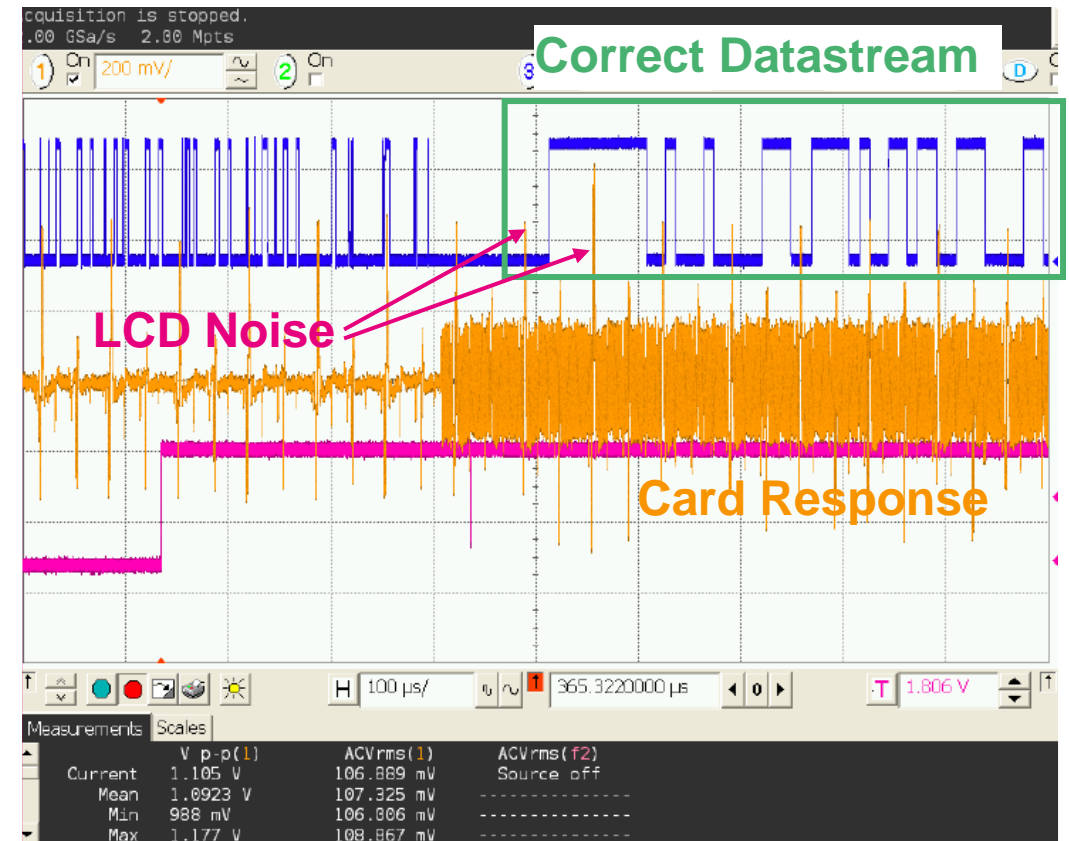 cquisition is stopped.
.00 GSa/s 2.00 Mpts
1) On 200 mV/ 2) On 3 Correct Datastream D
LCD Noise
Card Response
H 100 µs/ 365.3220000 µs 0 T 1.806 V
Measurements Scales
V p-p(1) ACVrms(1) ACVrms(f2)
Current 1.105 V 106.889 mV Source off
Mean 1.0923 V 107.325 mV ---------------
Min 988 mV 106.006 mV ---------------
Max 1.177 V 108.867 mV ---------------